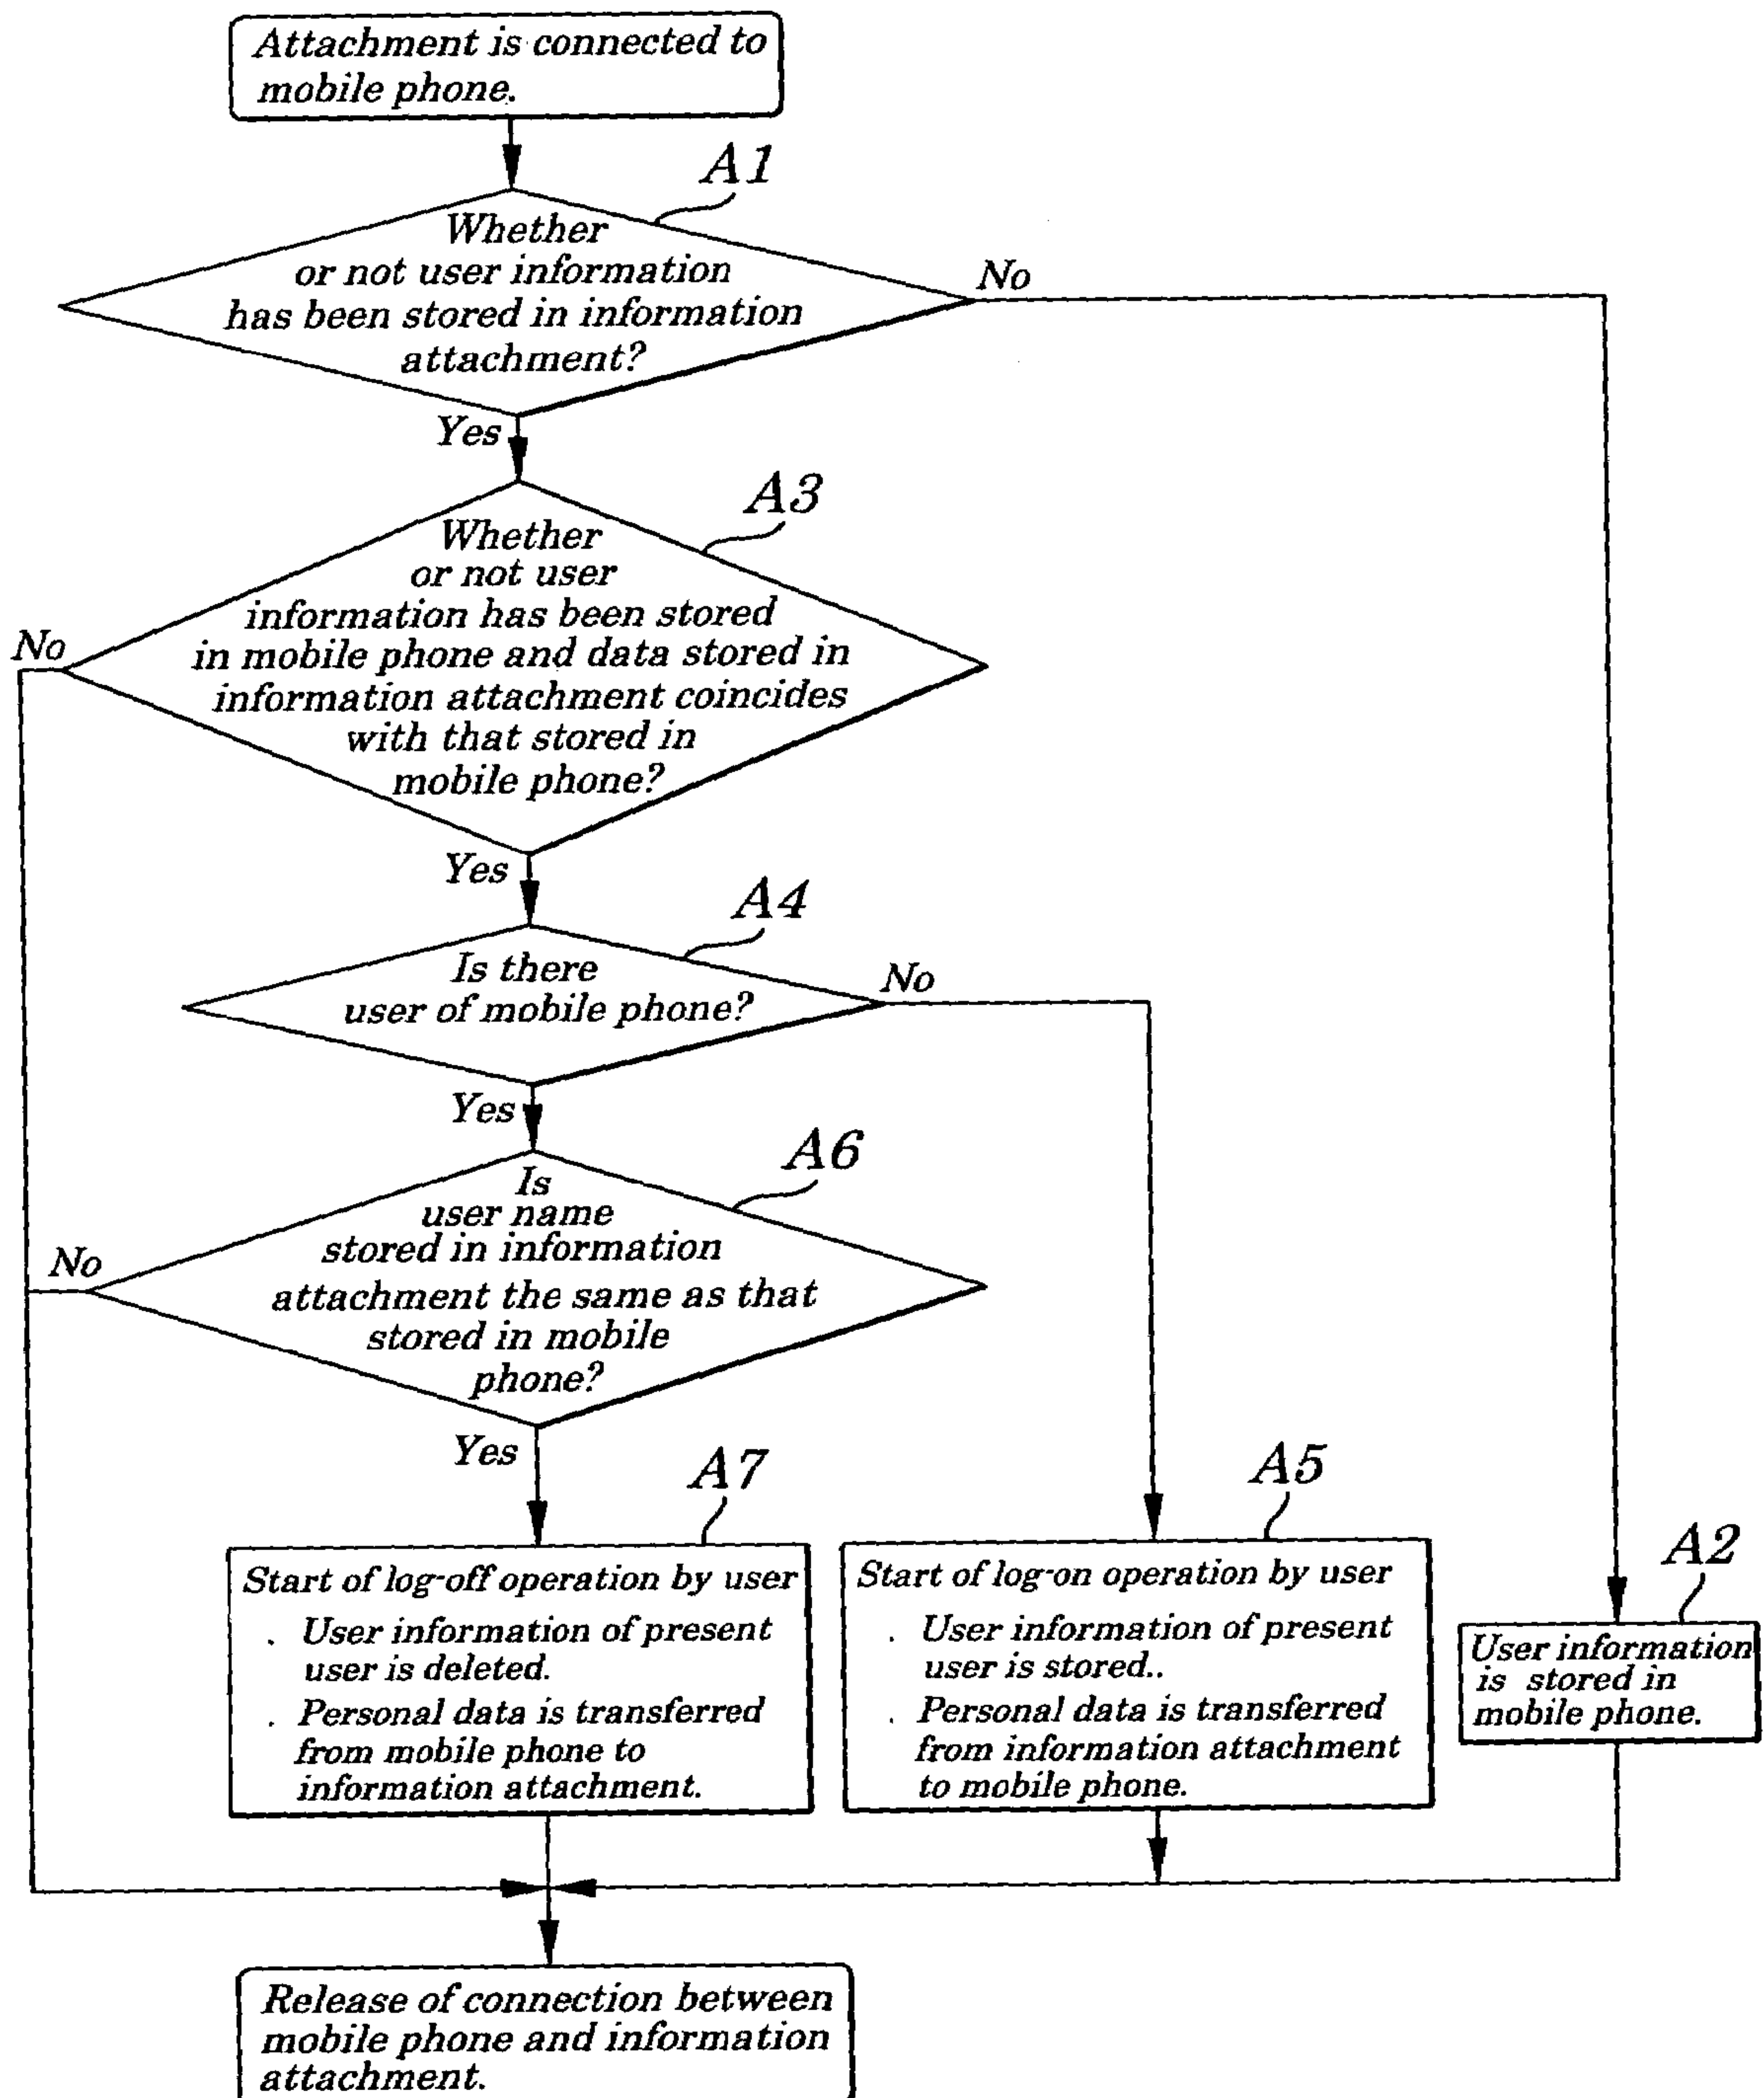 Attachment is connected to
mobile phone.
A1
Whether
or not user information
has been stored in information
attachment?
No
Yes
A3
Whether
or not user
information has been stored
in mobile phone and data stored in
information attachment coincides
with that stored in
mobile phone?
No
Yes
A4
Is there
user of mobile phone?
No
Yes
A6
Is
user name
stored in information
attachment the same as that
stored in mobile
phone?
No
Yes
A7
Start of log-off operation by user
. User information of present
user is deleted.
. Personal data is transferred
from mobile phone to
information attachment.
A5
Start of log-on operation by user
. User information of present
user is stored..
. Personal data is transferred
from information attachment
to mobile phone.
A2
User information
is stored in
mobile phone.
Release of connection between
mobile phone and information
attachment.